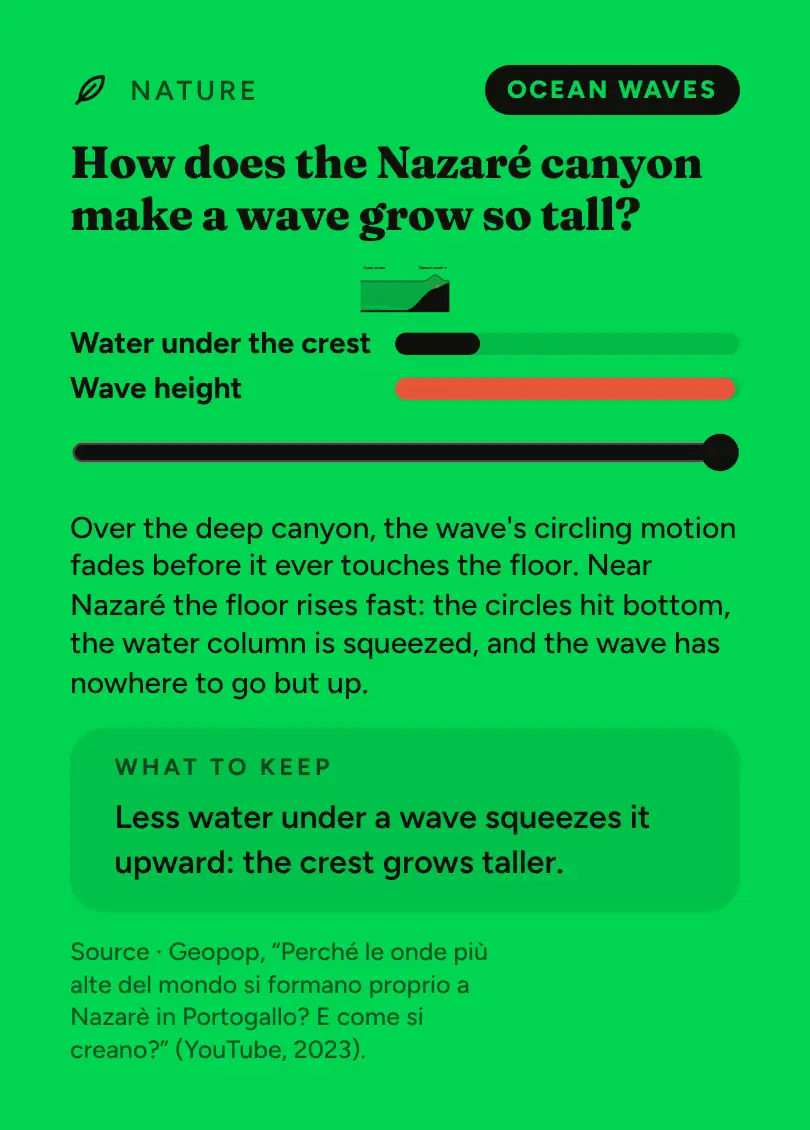 NATURE
OCEAN WAVES
How does the Nazaré canyon
make a wave grow so tall?
Water under the crest
Wave height
Over the deep canyon, the wave's circling motion
fades before it ever touches the floor. Near
Nazaré the floor rises fast: the circles hit bottom,
the water column is squeezed, and the wave has
nowhere to go but up.
WHAT TO KEEP
Less water under a wave squeezes it
upward: the crest grows taller.
Source · Geopop, “Perché le onde più
alte del mondo si formano proprio a
Nazarè in Portogallo? E come si
creano?” (YouTube, 2023).